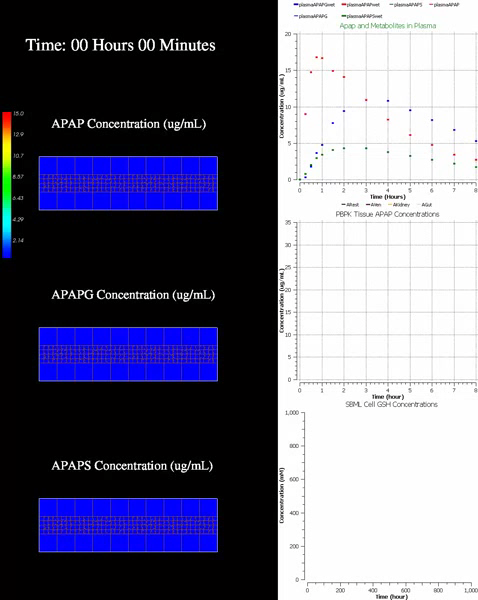 Time: 00 Hours 00 Minutes
15.0
12.9
10.7
8.57
6.43
4.29
2.14
APAP Concentration (ug/mL)
APAPG Concentration (ug/mL)
APAPS Concentration (ug/mL)
plasmaAPAPGwet plasmaAPAPwet plasmaAPAPS plasmaAPAP
plasmaAPAPG plasmaAPAPSwet
Apap and Metabolites in Plasma
Concentration (ug/mL)
20
15
10
5
0
0 1 2 3 4 5 6 7 8
Time (Hours)
ARest AVen AKidney AGut
PBPK Tissue APAP Concentrations
Concentration (ug/mL)
35
30
25
20
15
10
5
0
0 1 2 3 4 5 6 7 8
Time (hour)
SBML Cell GSH Concentrations
Concentration (mM)
1,000
800
600
400
200
0
0 200 400 600 800 1,000
Time (hour)